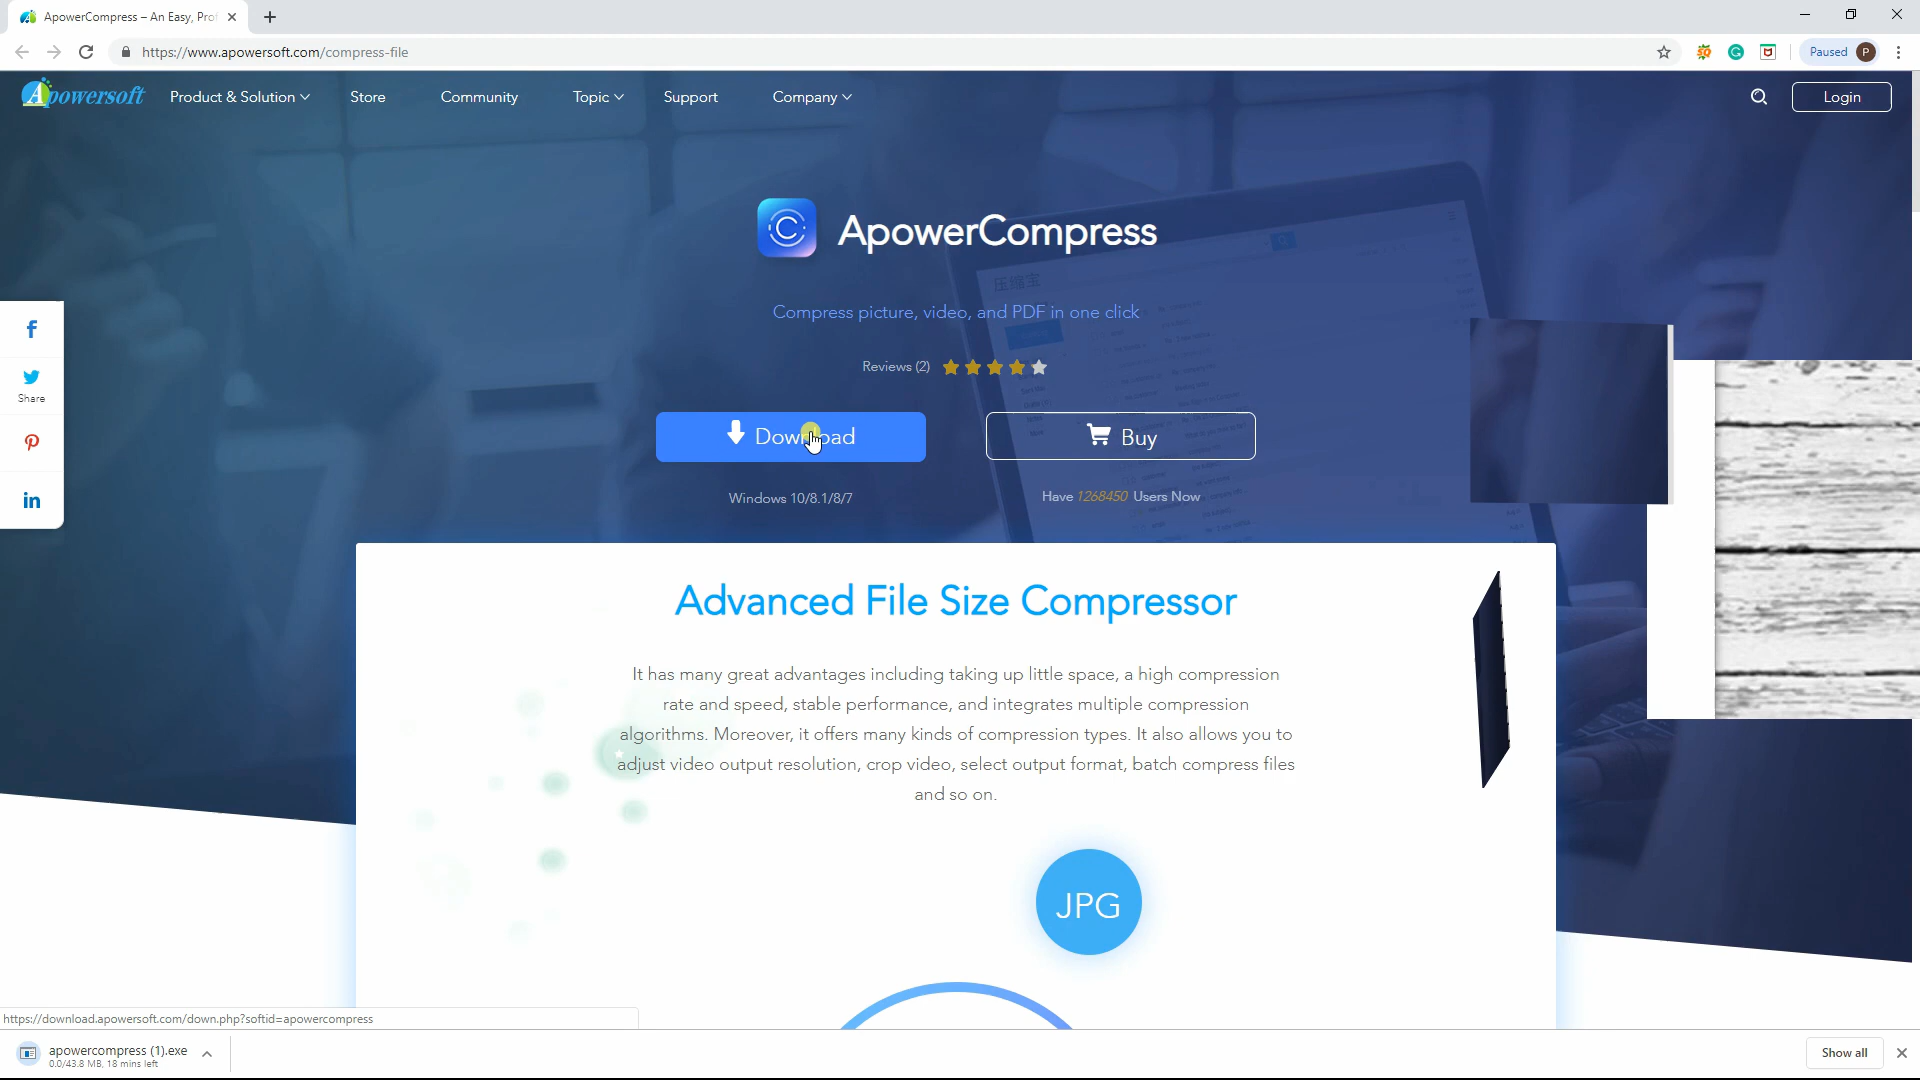 ApowerCompress – An Easy, Prof
https://www.apowersoft.com/compress-file
Paused P
Apowersoft
Product & Solution
Store
Community
Topic
Support
Company
Login
ApowerCompress
Compress picture, video, and PDF in one click
Reviews (2)
Download
Buy
Windows 10/8.1/8/7
Have 1268450 Users Now
Share
压缩宝
Advanced File Size Compressor
It has many great advantages including taking up little space, a high compression
rate and speed, stable performance, and integrates multiple compression
algorithms. Moreover, it offers many kinds of compression types. It also allows you to
adjust video output resolution, crop video, select output format, batch compress files
and so on.
JPG
https://download.apowersoft.com/down.php?softid=apowercompress
apowercompress (1).exe
0.0/43.8 MB, 18 mins left
Show all